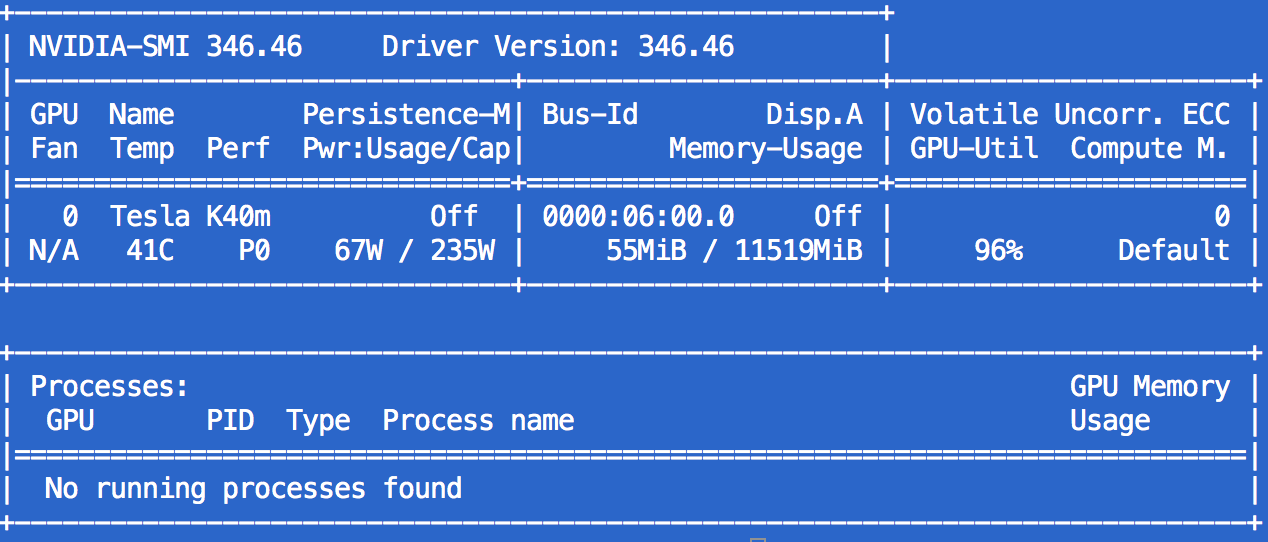 +------------------------------------------------------+
| NVIDIA-SMI 346.46     Driver Version: 346.46         |
|-------------------------------+----------------------+----------------------+
| GPU  Name        Persistence-M| Bus-Id        Disp.A | Volatile Uncorr. ECC |
| Fan  Temp  Perf  Pwr:Usage/Cap|         Memory-Usage | GPU-Util  Compute M. |
|===============================+======================+======================|
|   0  Tesla K40m          Off  | 0000:06:00.0     Off |                    0 |
| N/A   41C    P0    67W / 235W |     55MiB / 11519MiB |     96%      Default |
+-------------------------------+----------------------+----------------------+

+-----------------------------------------------------------------------------+
| Processes:                                                       GPU Memory |
|  GPU       PID  Type  Process name                               Usage      |
|=============================================================================|
|  No running processes found                                                 |
+-----------------------------------------------------------------------------+